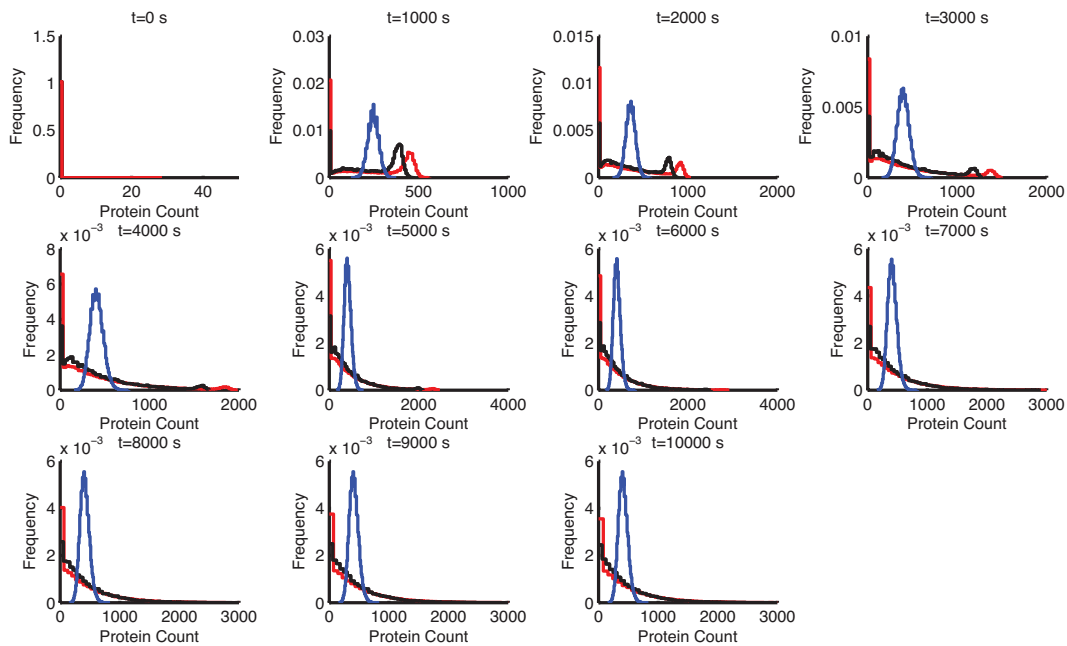 t=0 s
1.5
1
0.5
0
0 20 40
Frequency
Protein Count
t=1000 s
0.03
0.02
0.01
0
0 500 1000
Frequency
Protein Count
t=2000 s
0.015
0.01
0.005
0
0 1000 2000
Frequency
Protein Count
t=3000 s
0.01
0.005
0
0 1000 2000
Frequency
Protein Count
t=4000 s
x 10⁻³
8
6
4
2
0
0 1000 2000
Frequency
Protein Count
t=5000 s
x 10⁻³
6
4
2
0
0 2000 4000
Frequency
Protein Count
t=6000 s
x 10⁻³
6
4
2
0
0 2000 4000
Frequency
Protein Count
t=7000 s
x 10⁻³
6
4
2
0
0 1000 2000 3000
Frequency
Protein Count
t=8000 s
x 10⁻³
6
4
2
0
0 1000 2000 3000
Frequency
Protein Count
t=9000 s
x 10⁻³
6
4
2
0
0 1000 2000 3000
Frequency
Protein Count
t=10000 s
x 10⁻³
6
4
2
0
0 1000 2000 3000
Frequency
Protein Count